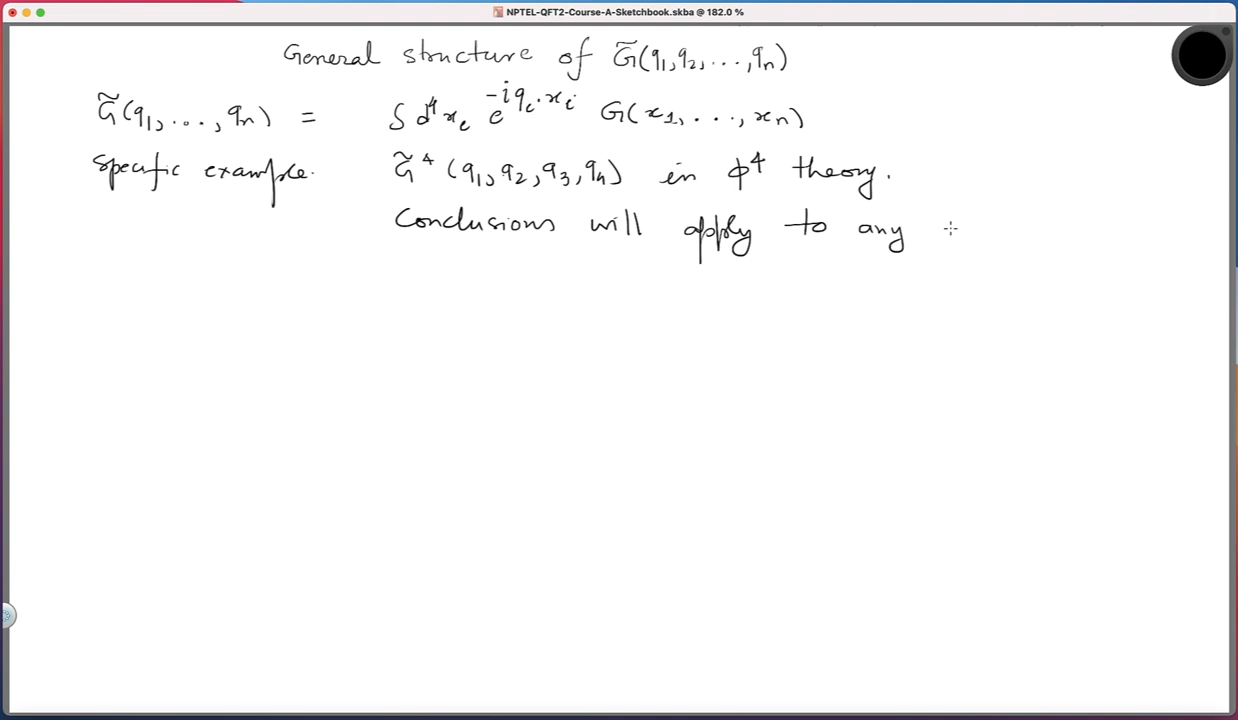 NPTEL-QFT2-Course-A-Sketchbook.skba @ 182.0 %
General structure of G̃(q₁,q₂,...,qₙ)
G̃(q₁,...,qₙ) = ∫d⁴xᵢ e^{-iqᵢ·xᵢ} G(x₁,...,xₙ)
Specific example. G̃⁴(q₁,q₂,q₃,q₄) in ϕ⁴ theory.
Conclusions will apply to any